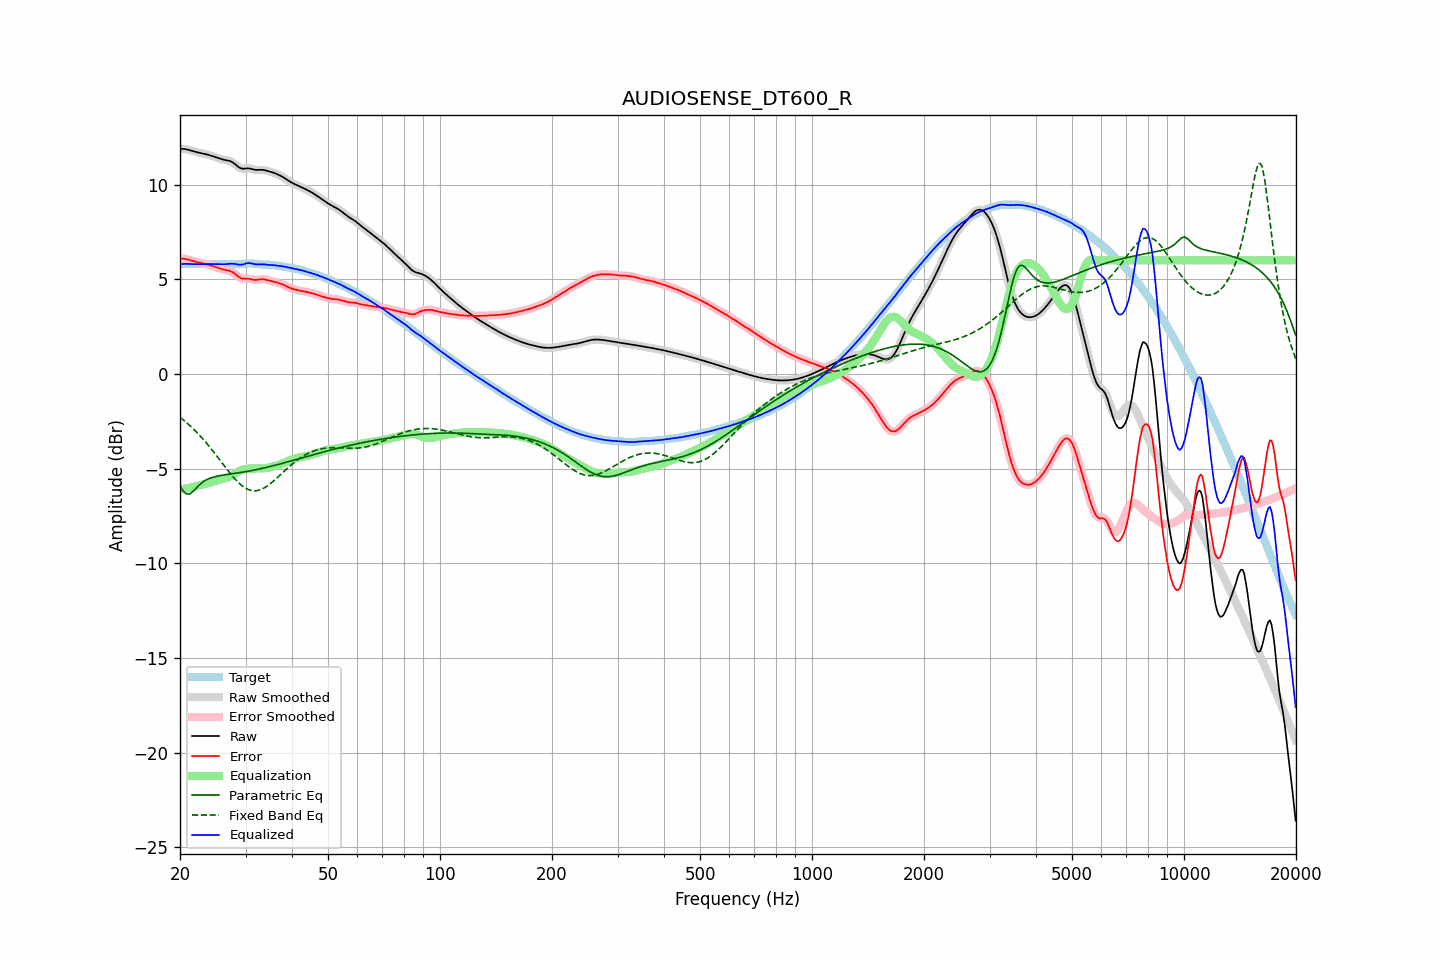 AUDIOSENSE_DT600_R
Amplitude (dBr)
10
5
0
−5
−10
−15
−20
−25
Target
Raw Smoothed
Error Smoothed
Raw
Error
Equalization
Parametric Eq
Fixed Band Eq
Equalized
20 50 100 200 500 1000 2000 5000 10000 20000
Frequency (Hz)